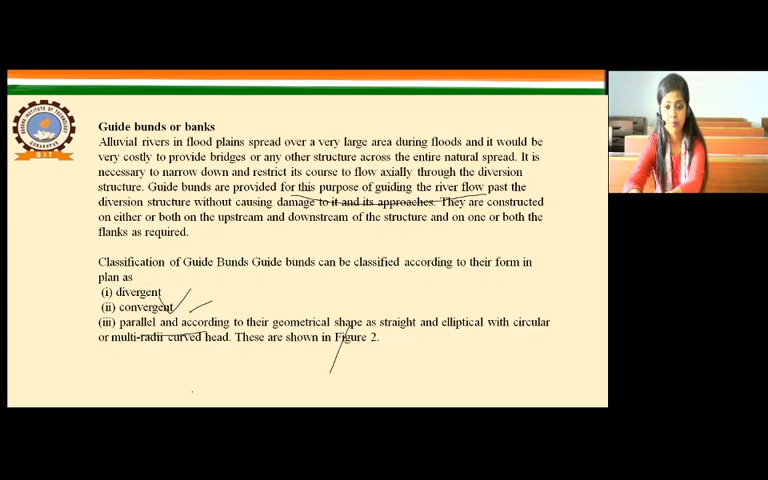 Guide bunds or banks
Alluvial rivers in flood plains spread over a very large area during floods and it would be
very costly to provide bridges or any other structure across the entire natural spread. It is
necessary to narrow down and restrict its course to flow axially through the diversion
structure. Guide bunds are provided for this purpose of guiding the river flow past the
diversion structure without causing damage to it and its approaches. They are constructed
on either or both on the upstream and downstream of the structure and on one or both the
flanks as required.
Classification of Guide Bunds Guide bunds can be classified according to their form in
plan as
(i) divergent
(ii) convergent
(iii) parallel and according to their geometrical shape as straight and elliptical with circular
or multi-radii curved head. These are shown in Figure 2.
INSTITUTE OF TECHNOLOGY
GORAKHPUR
BIT